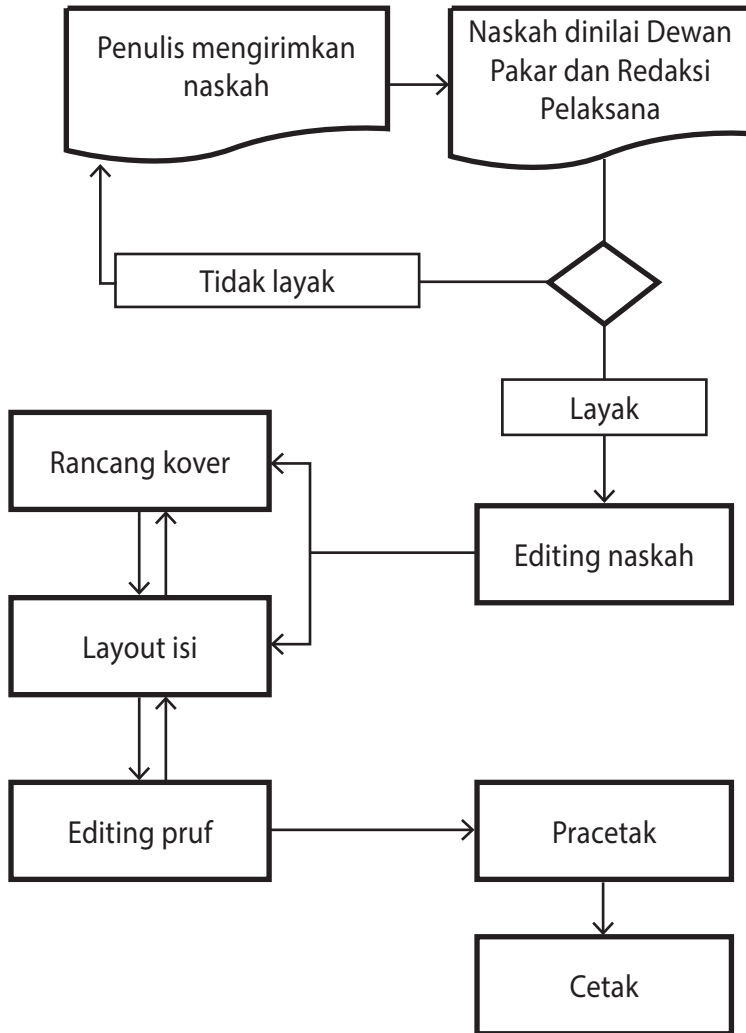 Penulis mengirimkan
naskah
Naskah dinilai Dewan
Pakar dan Redaksi
Pelaksana
Tidak layak
Layak
Rancang kover
Editing naskah
Layout isi
Editing pruf
Pracetak
Cetak